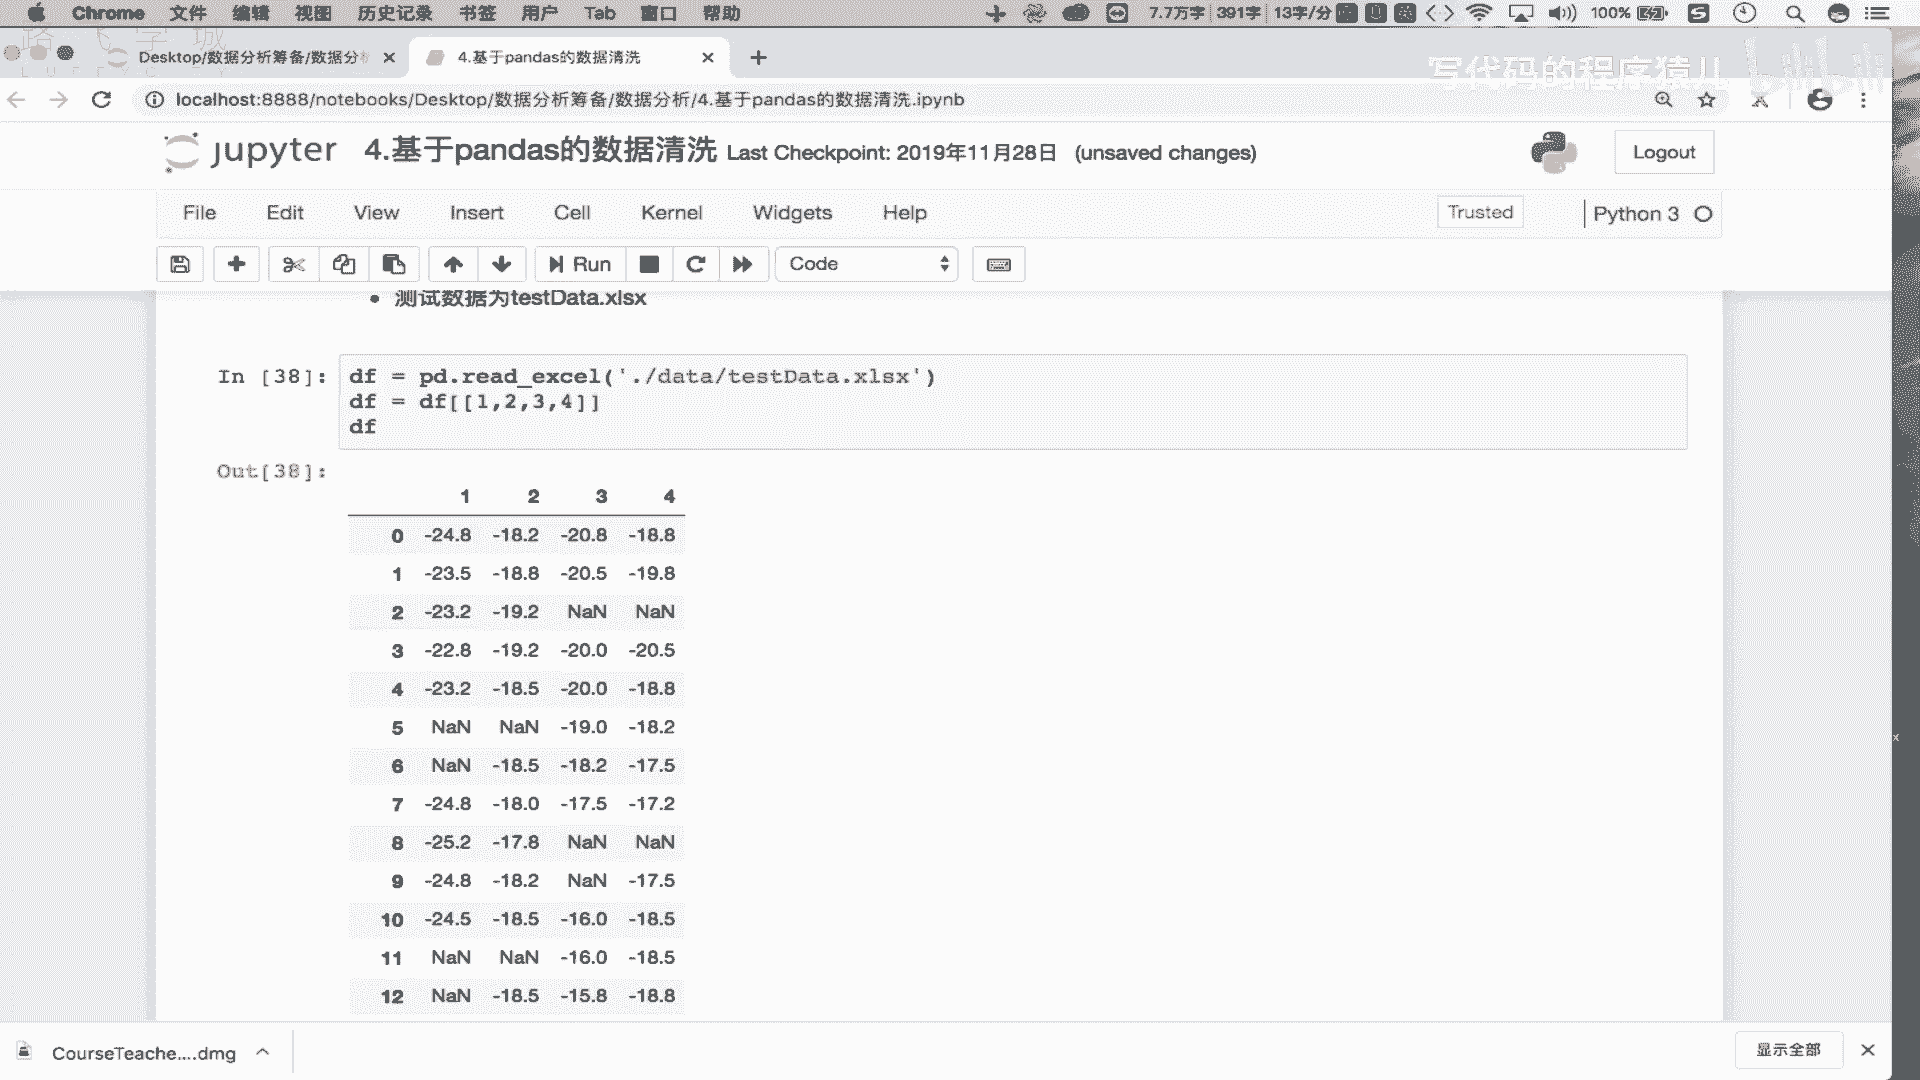 Chrome 文件 编辑 视图 历史记录 书签 用户 Tab 窗口 帮助 7.7万字 391字 13字/分 100%
Desktop/数据分析筹备/数据分析 4.基于pandas的数据清洗
写代码的程序猿儿 bilibili
localhost:8888/notebooks/Desktop/数据分析筹备/数据分析/4.基于pandas的数据清洗.ipynb
jupyter 4.基于pandas的数据清洗 Last Checkpoint: 2019年11月28日 (unsaved changes) Logout
File Edit View Insert Cell Kernel Widgets Help Trusted Python 3
Run Code
测试数据为testData.xlsx
In [38]: df = pd.read_excel('./data/testData.xlsx')
df = df[[1,2,3,4]]
df
Out[38]:
1 2 3 4
0 -24.8 -18.2 -20.8 -18.8
1 -23.5 -18.8 -20.5 -19.8
2 -23.2 -19.2 NaN NaN
3 -22.8 -19.2 -20.0 -20.5
4 -23.2 -18.5 -20.0 -18.8
5 NaN NaN -19.0 -18.2
6 NaN -18.5 -18.2 -17.5
7 -24.8 -18.0 -17.5 -17.2
8 -25.2 -17.8 NaN NaN
9 -24.8 -18.2 NaN -17.5
10 -24.5 -18.5 -16.0 -18.5
11 NaN NaN -16.0 -18.5
12 NaN -18.5 -15.8 -18.8
CourseTeache....dmg 显示全部